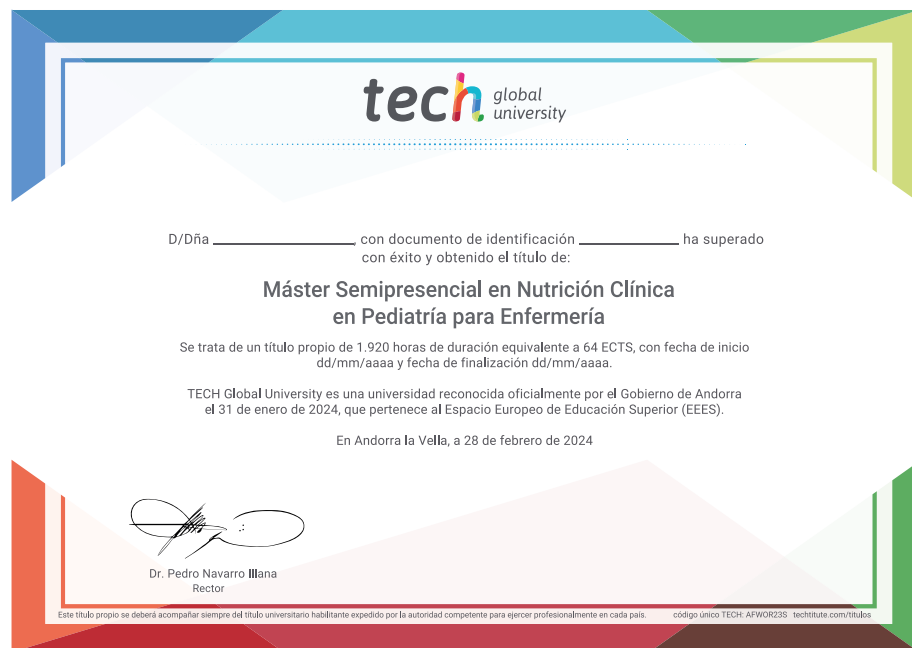 tech global university
D/Dña ______________, con documento de identificación __________ ha superado
con éxito y obtenido el título de:
Máster Semipresencial en Nutrición Clínica
en Pediatría para Enfermería
Se trata de un título propio de 1.920 horas de duración equivalente a 64 ECTS, con fecha de inicio
dd/mm/aaaa y fecha de finalización dd/mm/aaaa.
TECH Global University es una universidad reconocida oficialmente por el Gobierno de Andorra
el 31 de enero de 2024, que pertenece al Espacio Europeo de Educación Superior (EEES).
En Andorra la Vella, a 28 de febrero de 2024
Dr. Pedro Navarro Illana
Rector
Este título propio se deberá acompañar siempre del título universitario habilitante expedido por la autoridad competente para ejercer profesionalmente en cada país. código único TECH: AFWOR23S techtitute.com/titulos